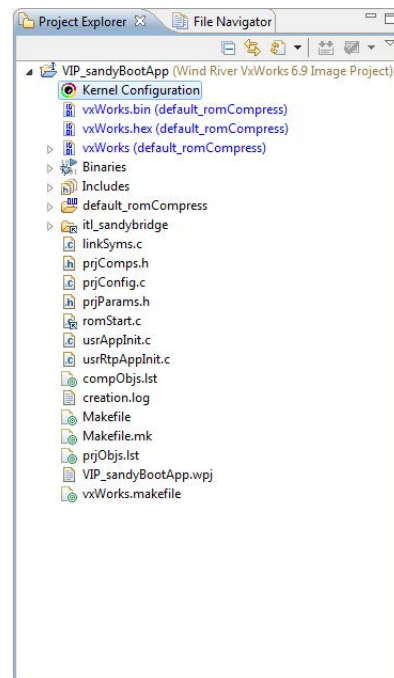 Project Explorer File Navigator
VIP_sandyBootApp (Wind River VxWorks 6.9 Image Project)
Kernel Configuration
vxWorks.bin (default_romCompress)
vxWorks.hex (default_romCompress)
vxWorks (default_romCompress)
Binaries
Includes
default_romCompress
itl_sandybridge
linkSyms.c
prjComps.h
prjConfig.c
prjParams.h
romStart.c
usrAppInit.c
usrRtpAppInit.c
compObjs.lst
creation.log
Makefile
Makefile.mk
prjObjs.lst
VIP_sandyBootApp.wpj
vxWorks.makefile